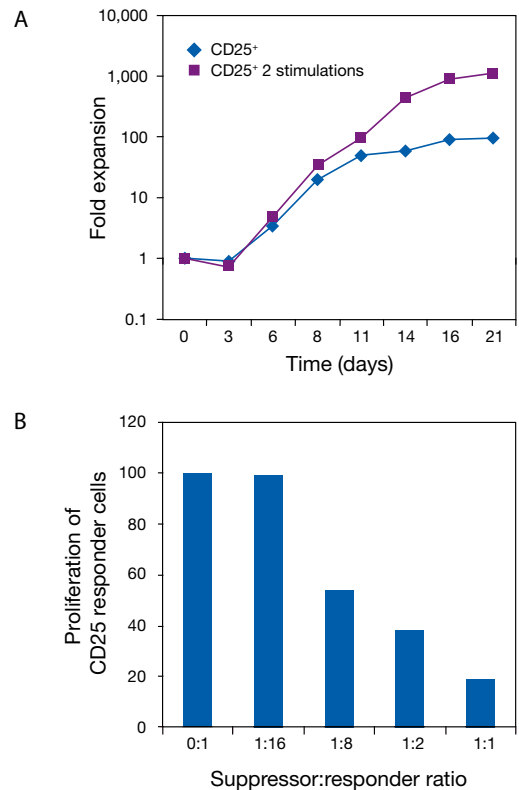 A
10,000
1,000
100
10
1
0.1
Fold expansion
CD25⁺
CD25⁺ 2 stimulations
0 3 6 8 11 14 16 21
Time (days)
B
120
100
80
60
40
20
0
Proliferation of
CD25 responder cells
0:1 1:16 1:8 1:2 1:1
Suppressor:responder ratio